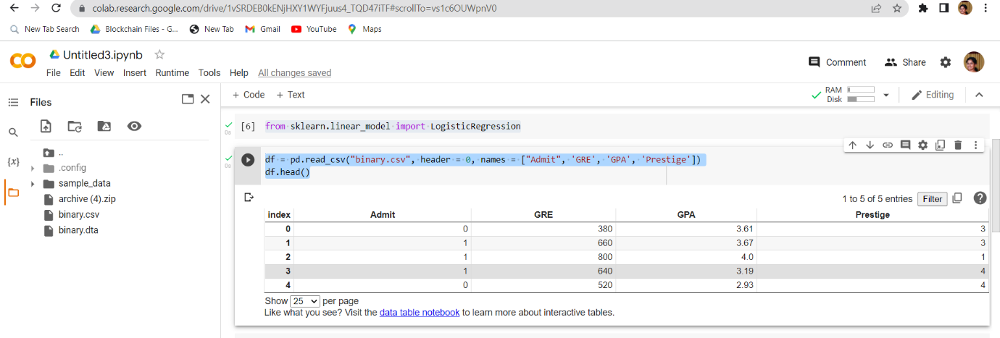 colab.research.google.com/drive/1vSRDEB0kENjHXY1WYFjuus4_TQD47iTF#scrollTo=vs1c6OUWpnV0
New Tab Search Blockchain Files - G... New Tab Gmail YouTube Maps
CO Untitled3.ipynb
File Edit View Insert Runtime Tools Help All changes saved
Comment Share
Files
+ Code + Text
RAM
Disk
Editing
{x}
..
.config
sample_data
archive (4).zip
binary.csv
binary.dta
0s [6] from sklearn.linear_model import LogisticRegression
0s df = pd.read_csv("binary.csv", header = 0, names = ["Admit", 'GRE', 'GPA', 'Prestige'])
df.head()
1 to 5 of 5 entries Filter ?
index Admit GRE GPA Prestige
0 0 380 3.61 3
1 1 660 3.67 3
2 1 800 4.0 1
3 1 640 3.19 4
4 0 520 2.93 4
Show 25 per page
Like what you see? Visit the data table notebook to learn more about interactive tables.